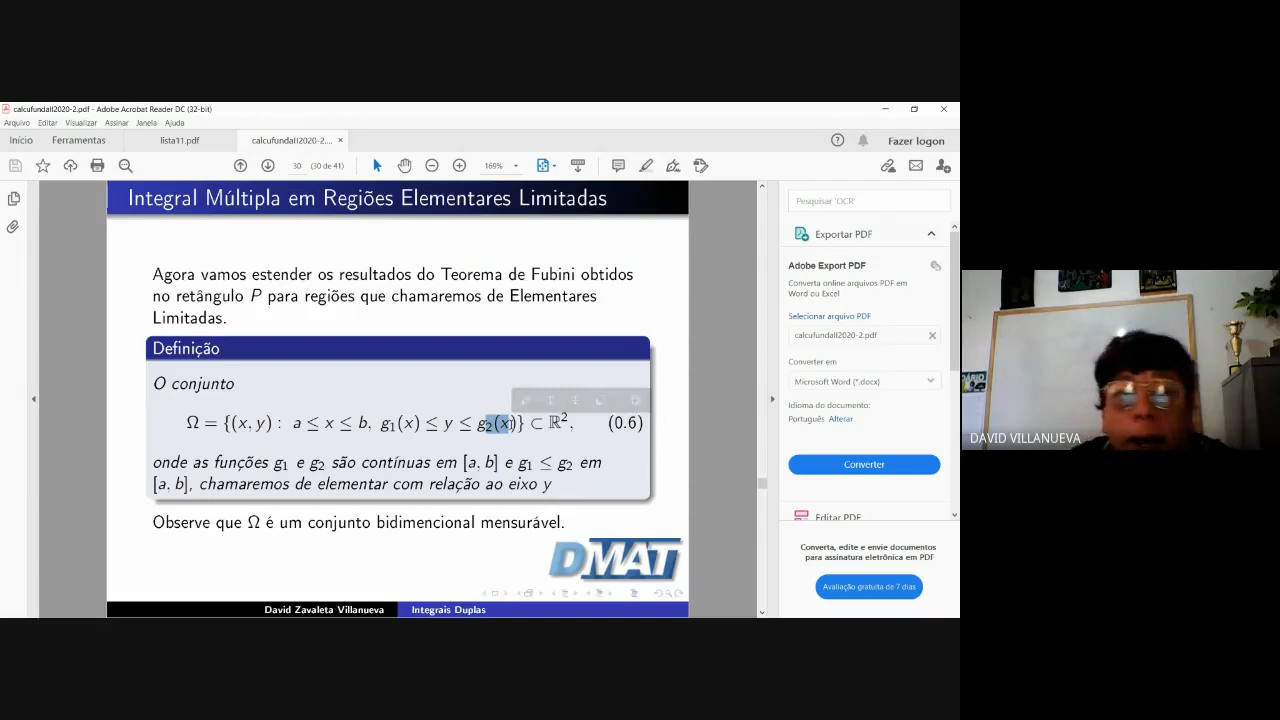 calcufundaII2020-2.pdf - Adobe Acrobat Reader DC (32-bit)
Arquivo Editar Visualizar Assinar Janela Ajuda
Início Ferramentas lista11.pdf calcufundaII2020-2.... × Fazer logon
30 (30 de 41) 169%
Integral Múltipla em Regiões Elementares Limitadas
Agora vamos estender os resultados do Teorema de Fubini obtidos
no retângulo P para regiões que chamaremos de Elementares
Limitadas.
Definição
O conjunto
Ω = {(x, y) : a ≤ x ≤ b, g₁(x) ≤ y ≤ g₂(x)} ⊂ ℝ², (0.6)
onde as funções g₁ e g₂ são contínuas em [a, b] e g₁ ≤ g₂ em
[a, b], chamaremos de elementar com relação ao eixo y
Observe que Ω é um conjunto bidimencional mensurável.
DMAT
David Zavaleta Villanueva Integrais Duplas
Pesquisar 'OCR'
Exportar PDF
Adobe Export PDF
Converta online arquivos PDF em
Word ou Excel
Selecionar arquivo PDF
calcufundaII2020-2.pdf
Converter em
Microsoft Word (*.docx)
Idioma do documento:
Português Alterar
Converter
Editar PDF
Converta, edite e envie documentos
para assinatura eletrônica em PDF
Avaliação gratuita de 7 dias
DAVID VILLANUEVA